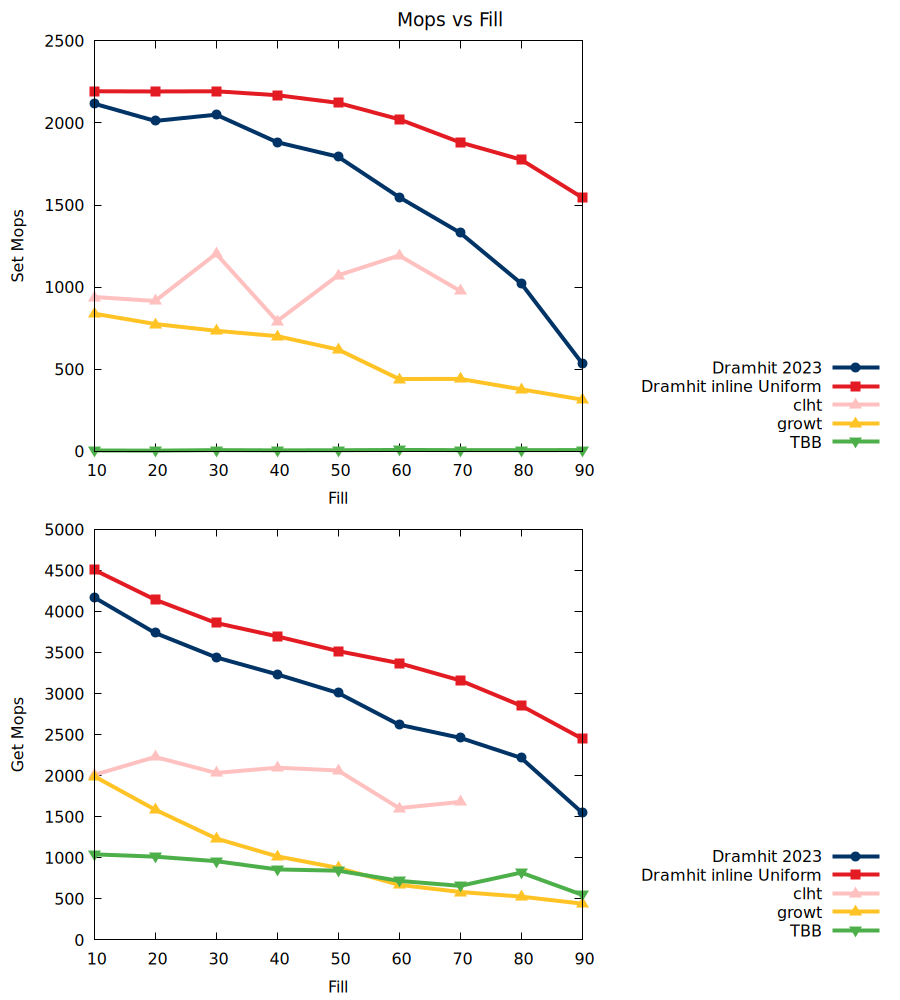 Mops vs Fill
2500
2000
1500
1000
500
0
Set Mops
10 20 30 40 50 60 70 80 90
Fill
Dramhit 2023
Dramhit inline Uniform
clht
growt
TBB
5000
4500
4000
3500
3000
2500
2000
1500
1000
500
0
Get Mops
10 20 30 40 50 60 70 80 90
Fill
Dramhit 2023
Dramhit inline Uniform
clht
growt
TBB